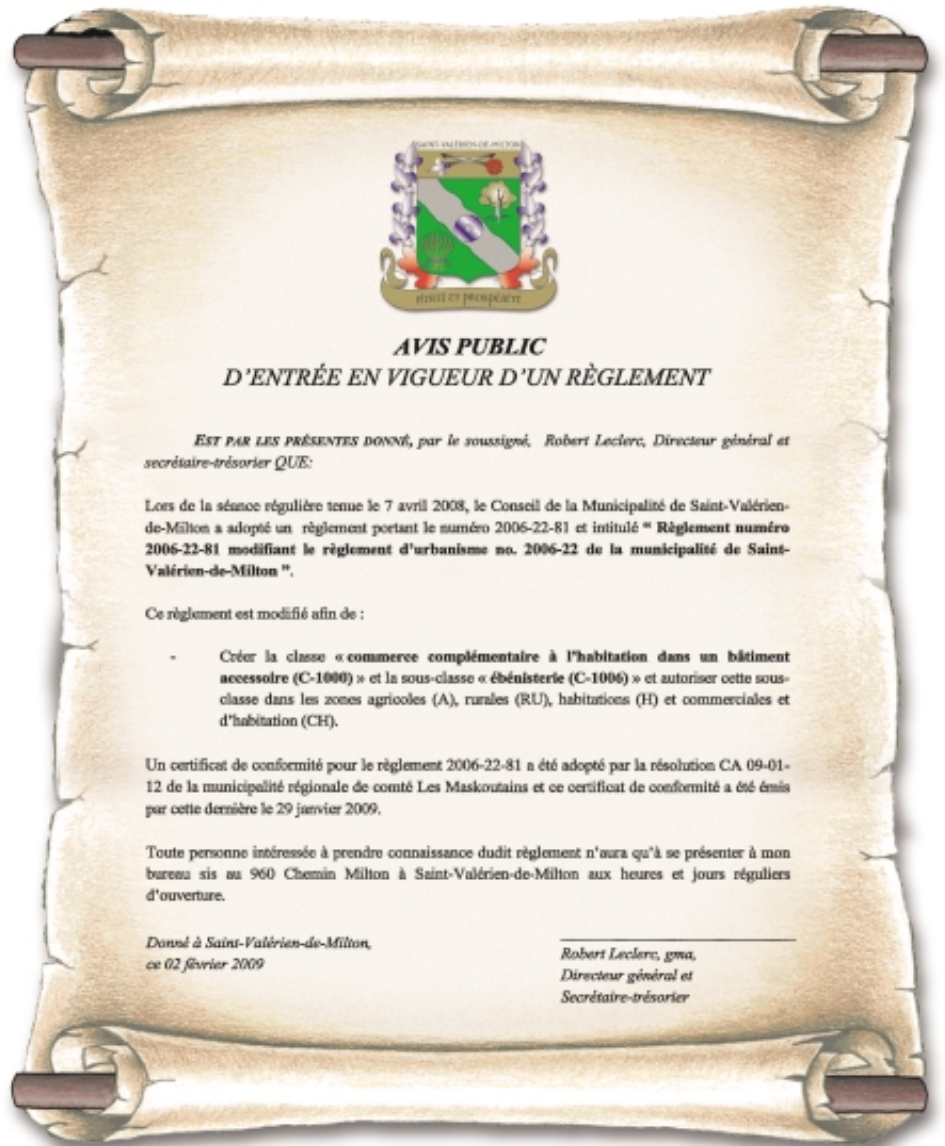 SAINT-VALÉRIEN-DE-MILTON
FIERTÉ ET PROSPÉRITÉ
AVIS PUBLIC
D'ENTRÉE EN VIGUEUR D'UN RÈGLEMENT
EST PAR LES PRÉSENTES DONNÉ, par le soussigné, Robert Leclerc, Directeur général et
secrétaire-trésorier QUE:
Lors de la séance régulière tenue le 7 avril 2008, le Conseil de la Municipalité de Saint-Valérien-
de-Milton a adopté un règlement portant le numéro 2006-22-81 et intitulé " Règlement numéro
2006-22-81 modifiant le règlement d'urbanisme no. 2006-22 de la municipalité de Saint-
Valérien-de-Milton ".
Ce règlement est modifié afin de :
- Créer la classe « commerce complémentaire à l'habitation dans un bâtiment
accessoire (C-1000) » et la sous-classe « ébénisterie (C-1006) » et autoriser cette sous-
classe dans les zones agricoles (A), rurales (RU), habitations (H) et commerciales et
d'habitation (CH).
Un certificat de conformité pour le règlement 2006-22-81 a été adopté par la résolution CA 09-01-
12 de la municipalité régionale de comté Les Maskoutains et ce certificat de conformité a été émis
par cette dernière le 29 janvier 2009.
Toute personne intéressée à prendre connaissance dudit règlement n'aura qu'à se présenter à mon
bureau sis au 960 Chemin Milton à Saint-Valérien-de-Milton aux heures et jours réguliers
d'ouverture.
Donné à Saint-Valérien-de-Milton,
ce 02 février 2009
Robert Leclerc, gma,
Directeur général et
Secrétaire-trésorier